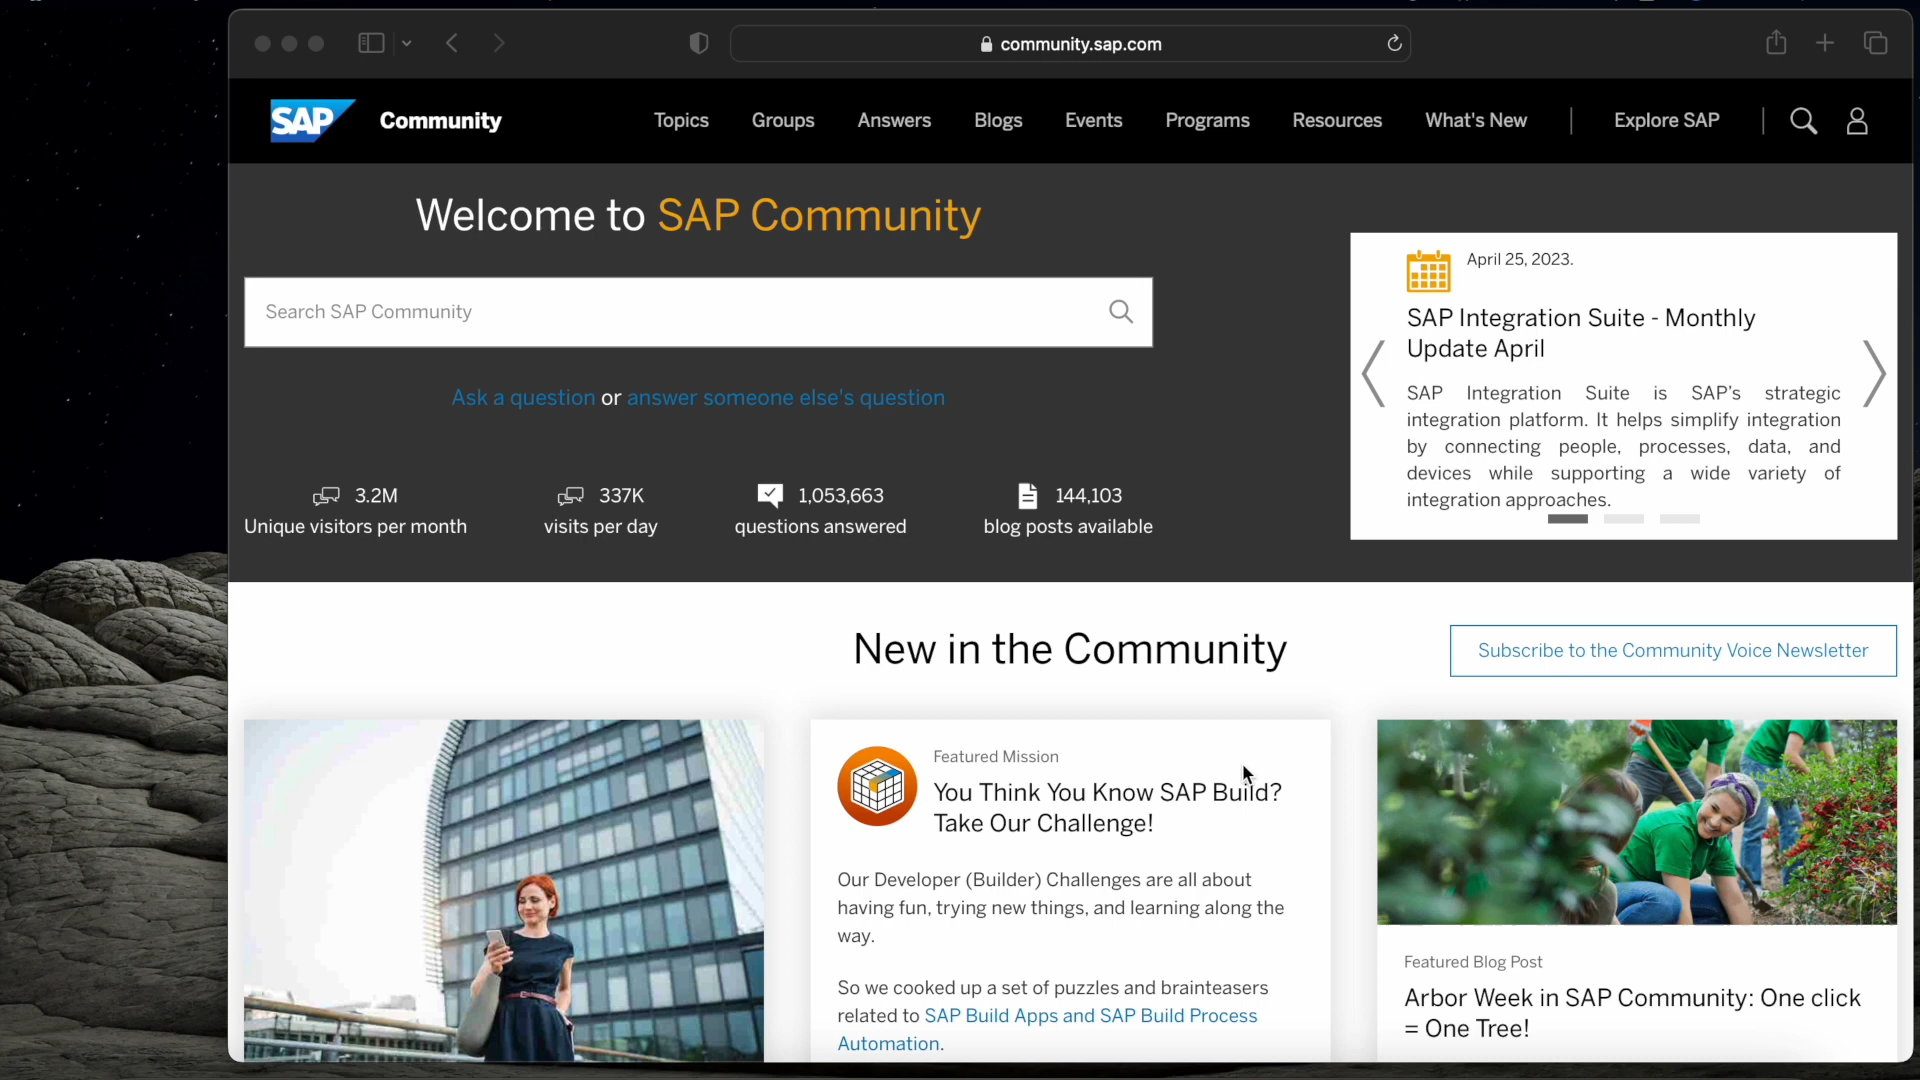 community.sap.com
SAP Community Topics Groups Answers Blogs Events Programs Resources What's New Explore SAP
Welcome to SAP Community
Search SAP Community
Ask a question or answer someone else's question
3.2M
Unique visitors per month
337K
visits per day
1,053,663
questions answered
144,103
blog posts available
April 25, 2023.
SAP Integration Suite - Monthly
Update April
SAP Integration Suite is SAP's strategic
integration platform. It helps simplify integration
by connecting people, processes, data, and
devices while supporting a wide variety of
integration approaches.
New in the Community
Subscribe to the Community Voice Newsletter
Featured Mission
You Think You Know SAP Build?
Take Our Challenge!
Our Developer (Builder) Challenges are all about
having fun, trying new things, and learning along the
way.
So we cooked up a set of puzzles and brainteasers
related to SAP Build Apps and SAP Build Process
Automation.
Featured Blog Post
Arbor Week in SAP Community: One click
= One Tree!